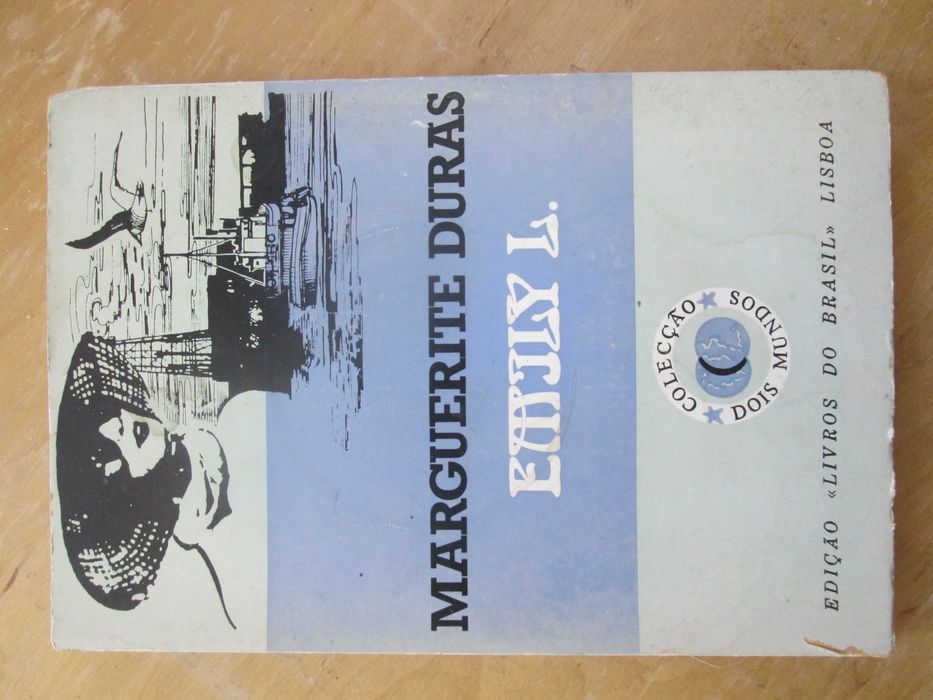 MARGUERITE DURAS
EMILY L.
COLECÇÃO
DOIS MUNDOS
EDIÇÃO «LIVROS DO BRASIL» LISBOA